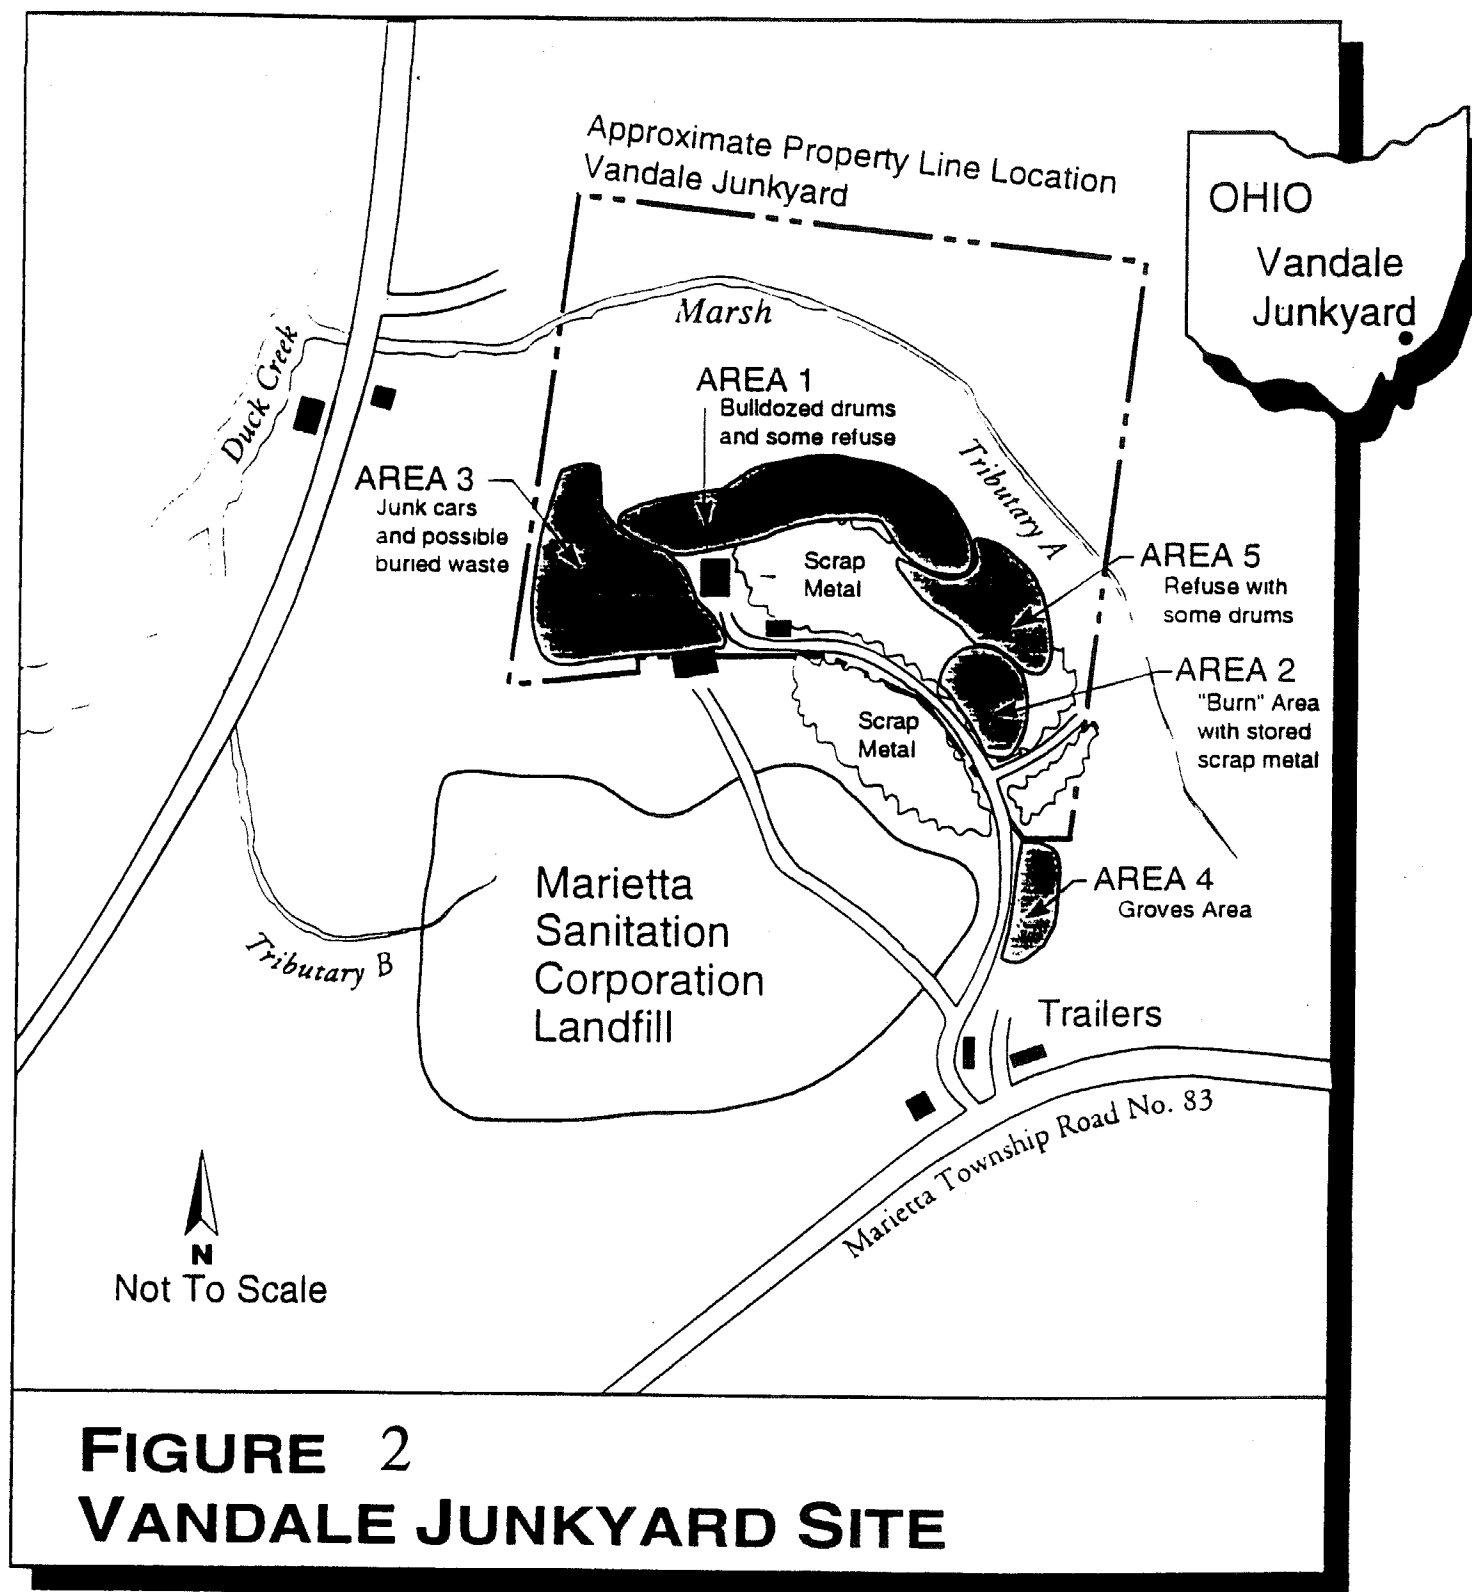 Approximate Property Line Location
Vandale Junkyard
OHIO
Vandale
Junkyard
Marsh
Duck Creek
AREA 1
Bulldozed drums
and some refuse
AREA 3
Junk cars
and possible
buried waste
Tributary A
Scrap
Metal
AREA 5
Refuse with
some drums
AREA 2
"Burn" Area
with stored
scrap metal
Scrap
Metal
Marietta
Sanitation
Corporation
Landfill
AREA 4
Groves Area
Tributary B
Trailers
Marietta Township Road No. 83
N
Not To Scale
FIGURE 2
VANDALE JUNKYARD SITE